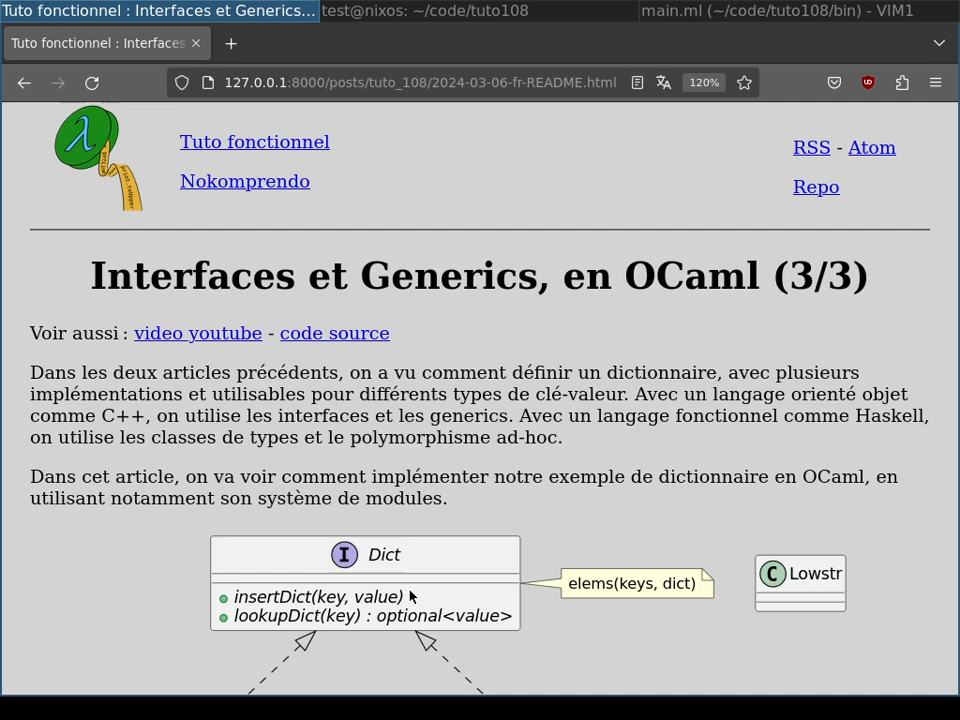 Tuto fonctionnel : Interfaces et Generics... test@nixos: ~/code/tuto108 main.ml (~/code/tuto108/bin) - VIM1
Tuto fonctionnel : Interfaces
127.0.0.1:8000/posts/tuto_108/2024-03-06-fr-README.html 120%
Tuto fonctionnel
RSS - Atom
Nokomprendo
Repo
Interfaces et Generics, en OCaml (3/3)
Voir aussi : video youtube - code source
Dans les deux articles précédents, on a vu comment définir un dictionnaire, avec plusieurs
implémentations et utilisables pour différents types de clé-valeur. Avec un langage orienté objet
comme C++, on utilise les interfaces et les generics. Avec un langage fonctionnel comme Haskell,
on utilise les classes de types et le polymorphisme ad-hoc.
Dans cet article, on va voir comment implémenter notre exemple de dictionnaire en OCaml, en
utilisant notamment son système de modules.
I Dict
insertDict(key, value)
lookupDict(key) : optional<value>
elems(keys, dict)
C Lowstr